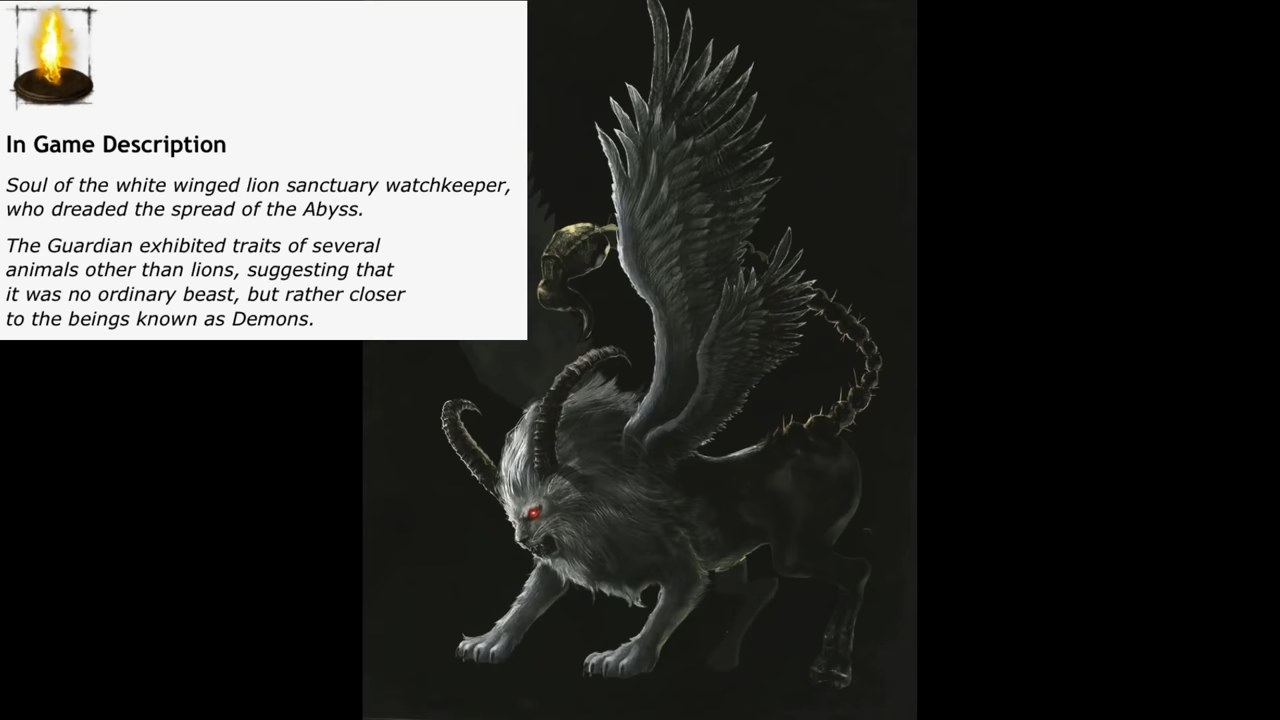 In Game Description
Soul of the white winged lion sanctuary watchkeeper,
who dreaded the spread of the Abyss.
The Guardian exhibited traits of several
animals other than lions, suggesting that
it was no ordinary beast, but rather closer
to the beings known as Demons.